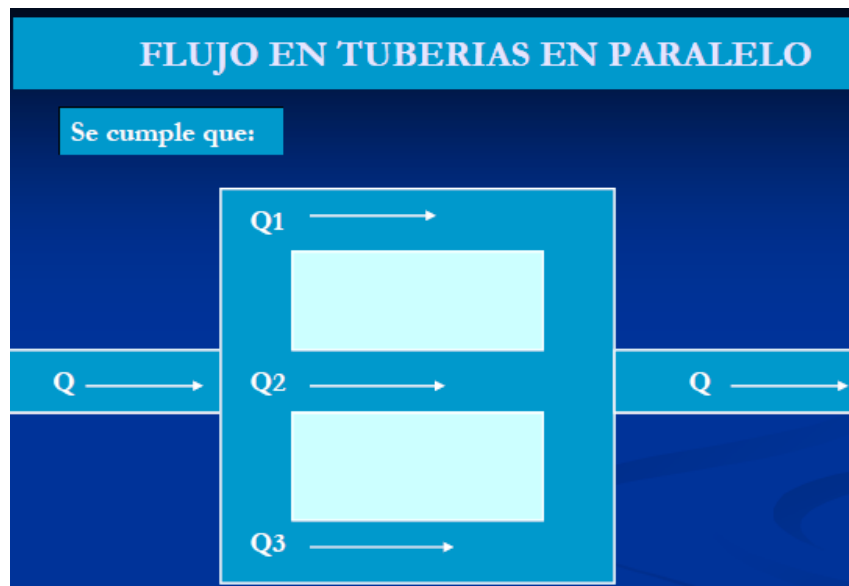 FLUJO EN TUBERIAS EN PARALELO
Se cumple que:
Q1
Q Q2 Q
Q3